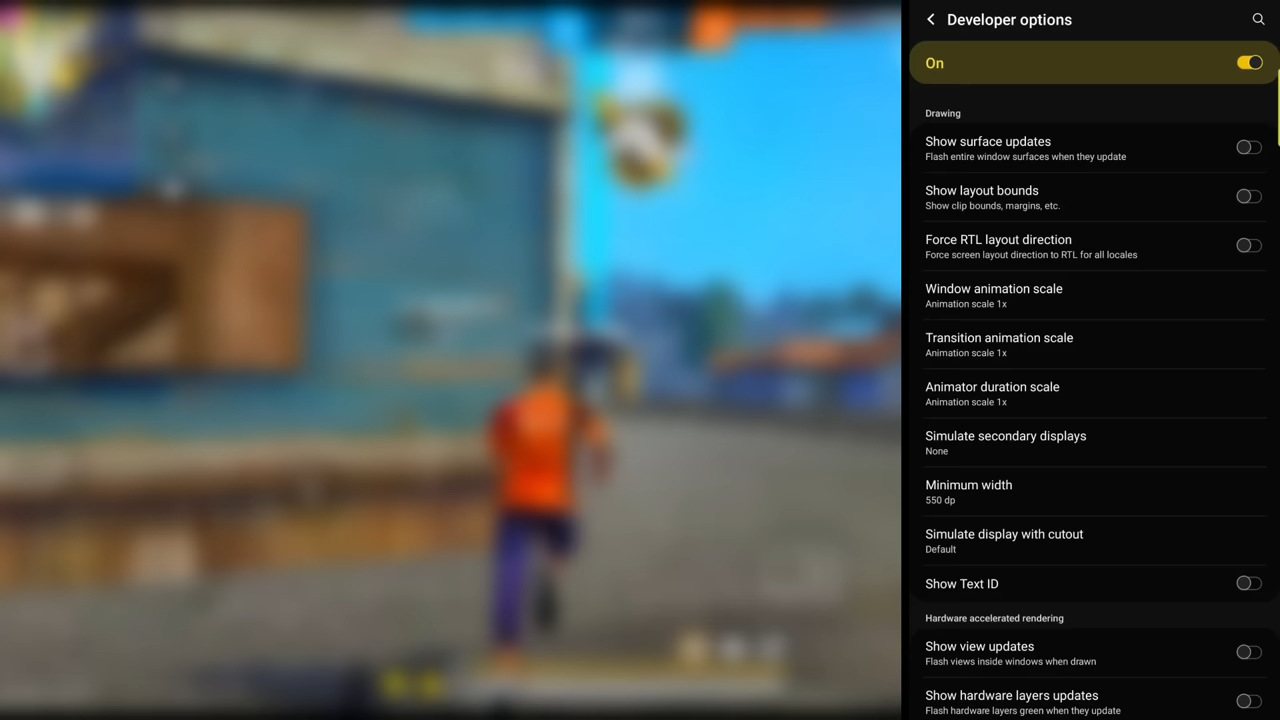 Developer options
On
Drawing
Show surface updates
Flash entire window surfaces when they update
Show layout bounds
Show clip bounds, margins, etc.
Force RTL layout direction
Force screen layout direction to RTL for all locales
Window animation scale
Animation scale 1x
Transition animation scale
Animation scale 1x
Animator duration scale
Animation scale 1x
Simulate secondary displays
None
Minimum width
550 dp
Simulate display with cutout
Default
Show Text ID
Hardware accelerated rendering
Show view updates
Flash views inside windows when drawn
Show hardware layers updates
Flash hardware layers green when they update